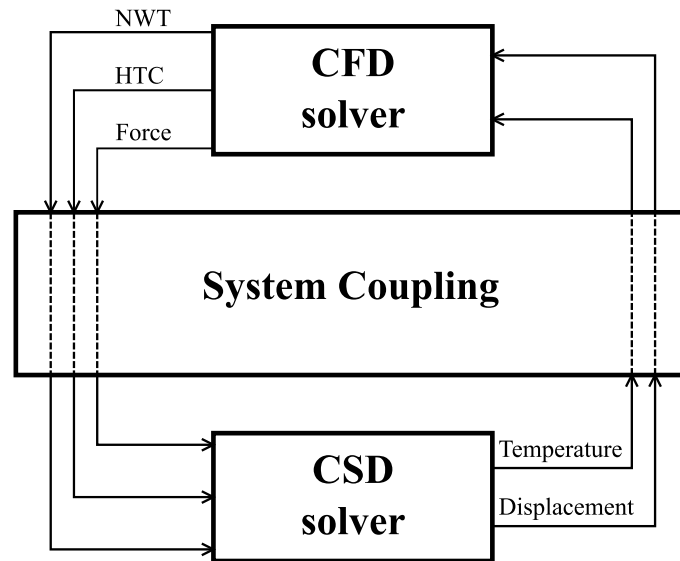 NWT
HTC
Force
CFD
solver
System Coupling
CSD
solver
Temperature
Displacement